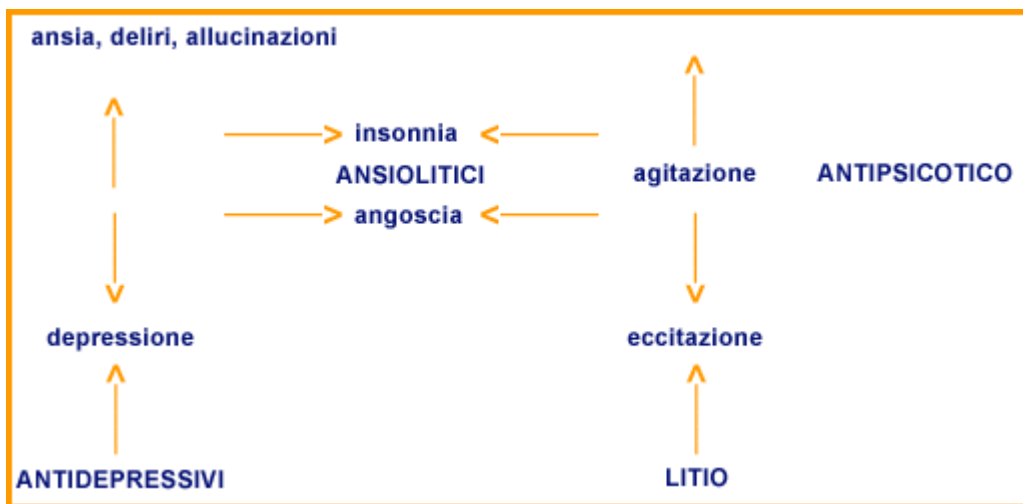 ansia, deliri, allucinazioni
insonnia
ANSIOLITICI
agitazione
ANTIPSICOTICO
angoscia
depressione
eccitazione
ANTIDEPRESSIVI
LITIO